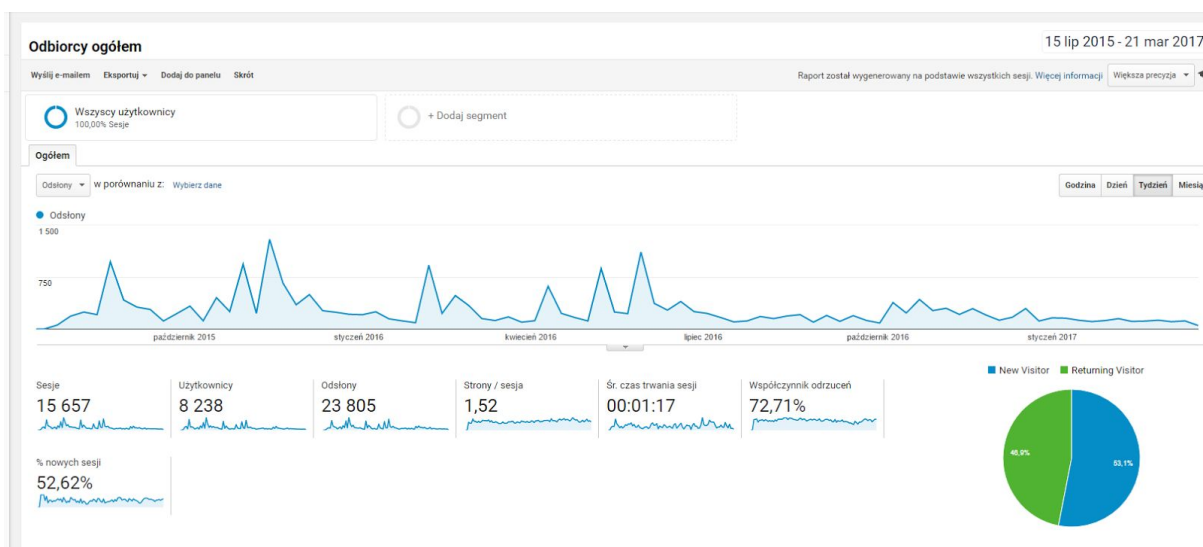 Odbiorcy ogółem
15 lip 2015 - 21 mar 2017
Wyślij e-mailem Eksportuj Dodaj do panelu Skrót
Raport został wygenerowany na podstawie wszystkich sesji. Więcej informacji Większa precyzja
Wszyscy użytkownicy
100,00% Sesje
+ Dodaj segment
Ogółem
Odsłony w porównaniu z: Wybierz dane
Godzina Dzień Tydzień Miesią
Odsłony
1 500
750
październik 2015 styczeń 2016 kwiecień 2016 lipiec 2016 październik 2016 styczeń 2017
New Visitor Returning Visitor
Sesje
15 657
Użytkownicy
8 238
Odsłony
23 805
Strony / sesja
1,52
Śr. czas trwania sesji
00:01:17
Współczynnik odrzuceń
72,71%
% nowych sesji
52,62%
46,9%
53,1%